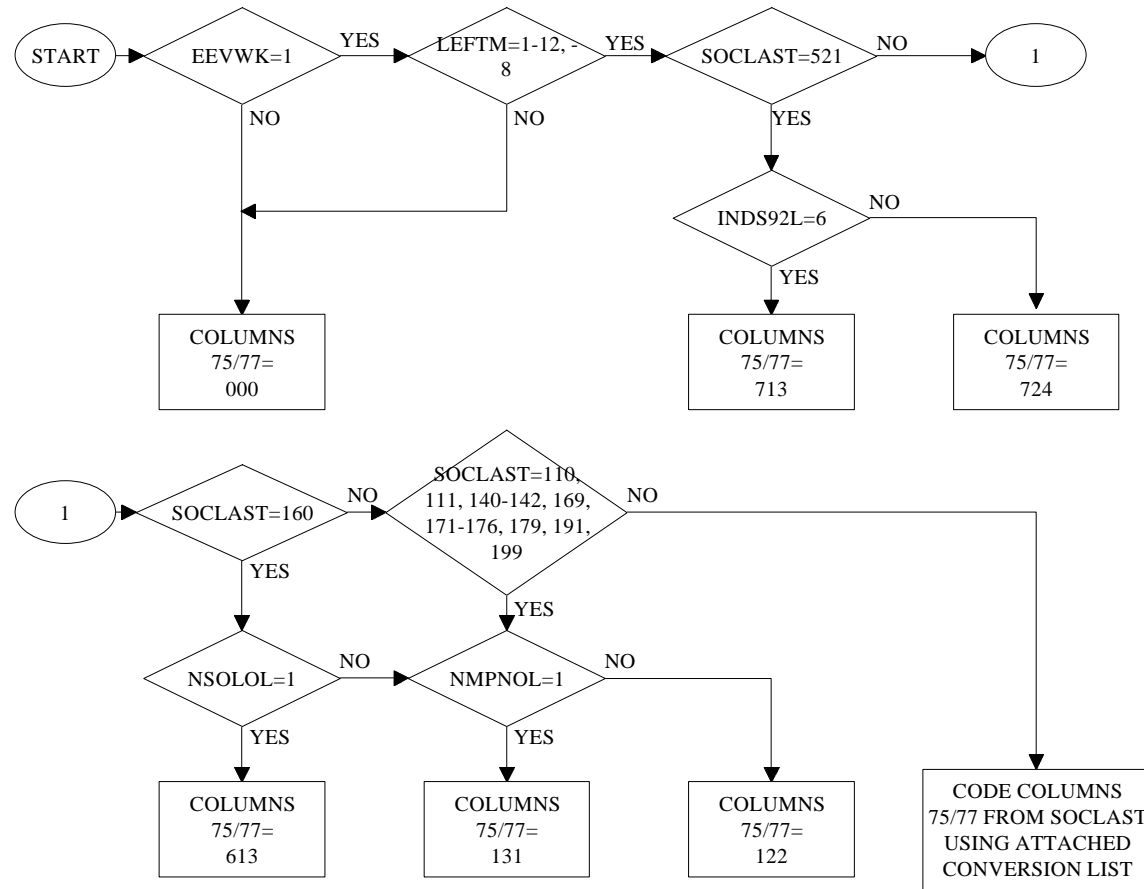 START
EEVWK=1
YES
LEFTM=1-12, -
8
YES
SOCLAST=521
NO
1
NO
NO
YES
INDS92L=6
NO
YES
COLUMNS
75/77=
000
COLUMNS
75/77=
713
COLUMNS
75/77=
724
1
SOCLAST=160
NO
SOCLAST=110,
111, 140-142, 169,
171-176, 179, 191,
199
NO
YES
YES
NSOLOL=1
NO
NMPNOL=1
NO
YES
YES
COLUMNS
75/77=
613
COLUMNS
75/77=
131
COLUMNS
75/77=
122
CODE COLUMNS
75/77 FROM SOCLAST
USING ATTACHED
CONVERSION LIST